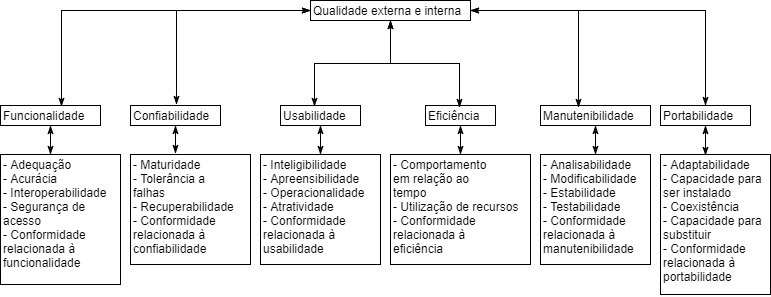 Qualidade externa e interna
Funcionalidade
Confiabilidade
Usabilidade
Eficiência
Manutenibilidade
Portabilidade
- Adequação
- Acurácia
- Interoperabilidade
- Segurança de
acesso
- Conformidade
relacionada à
funcionalidade
- Maturidade
- Tolerância a
falhas
- Recuperabilidade
- Conformidade
relacionada à
confiabilidade
- Inteligibilidade
- Apreensibilidade
- Operacionalidade
- Atratividade
- Conformidade
relacionada à
usabilidade
- Comportamento
em relação ao
tempo
- Utilização de recursos
- Conformidade
relacionada à
eficiência
- Analisabilidade
- Modificabilidade
- Estabilidade
- Testabilidade
- Conformidade
relacionada à
manutenibilidade
- Adaptabilidade
- Capacidade para
ser instalado
- Coexistência
- Capacidade para
substituir
- Conformidade
relacionada à
portabilidade